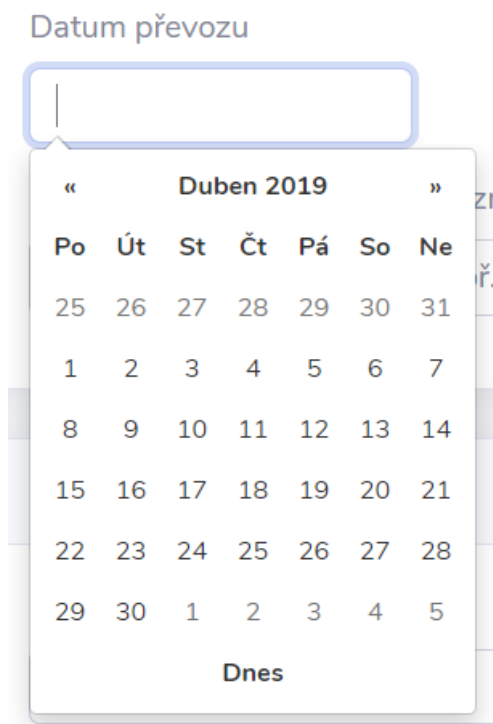 Datum převozu
« Duben 2019 »
Po Út St Čt Pá So Ne
25 26 27 28 29 30 31
1 2 3 4 5 6 7
8 9 10 11 12 13 14
15 16 17 18 19 20 21
22 23 24 25 26 27 28
29 30 1 2 3 4 5
Dnes